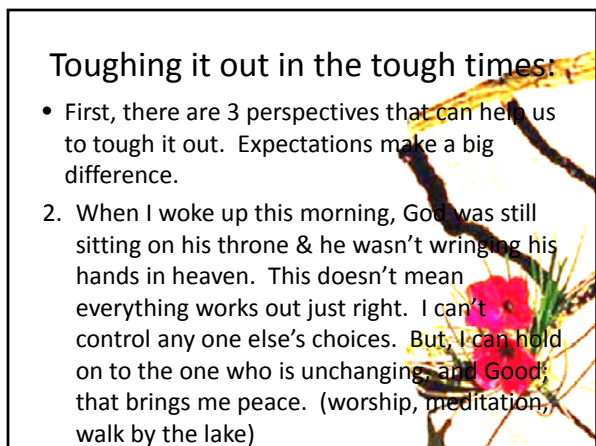 Toughing it out in the tough times:
• First, there are 3 perspectives that can help us
to tough it out.  Expectations make a big
difference.
2. When I woke up this morning, God was still
sitting on his throne & he wasn't wringing his
hands in heaven.  This doesn't mean
everything works out just right.  I can't
control any one else's choices.  But, I can hold
on to the one who is unchanging, and Good;
that brings me peace.  (worship, meditation,
walk by the lake)